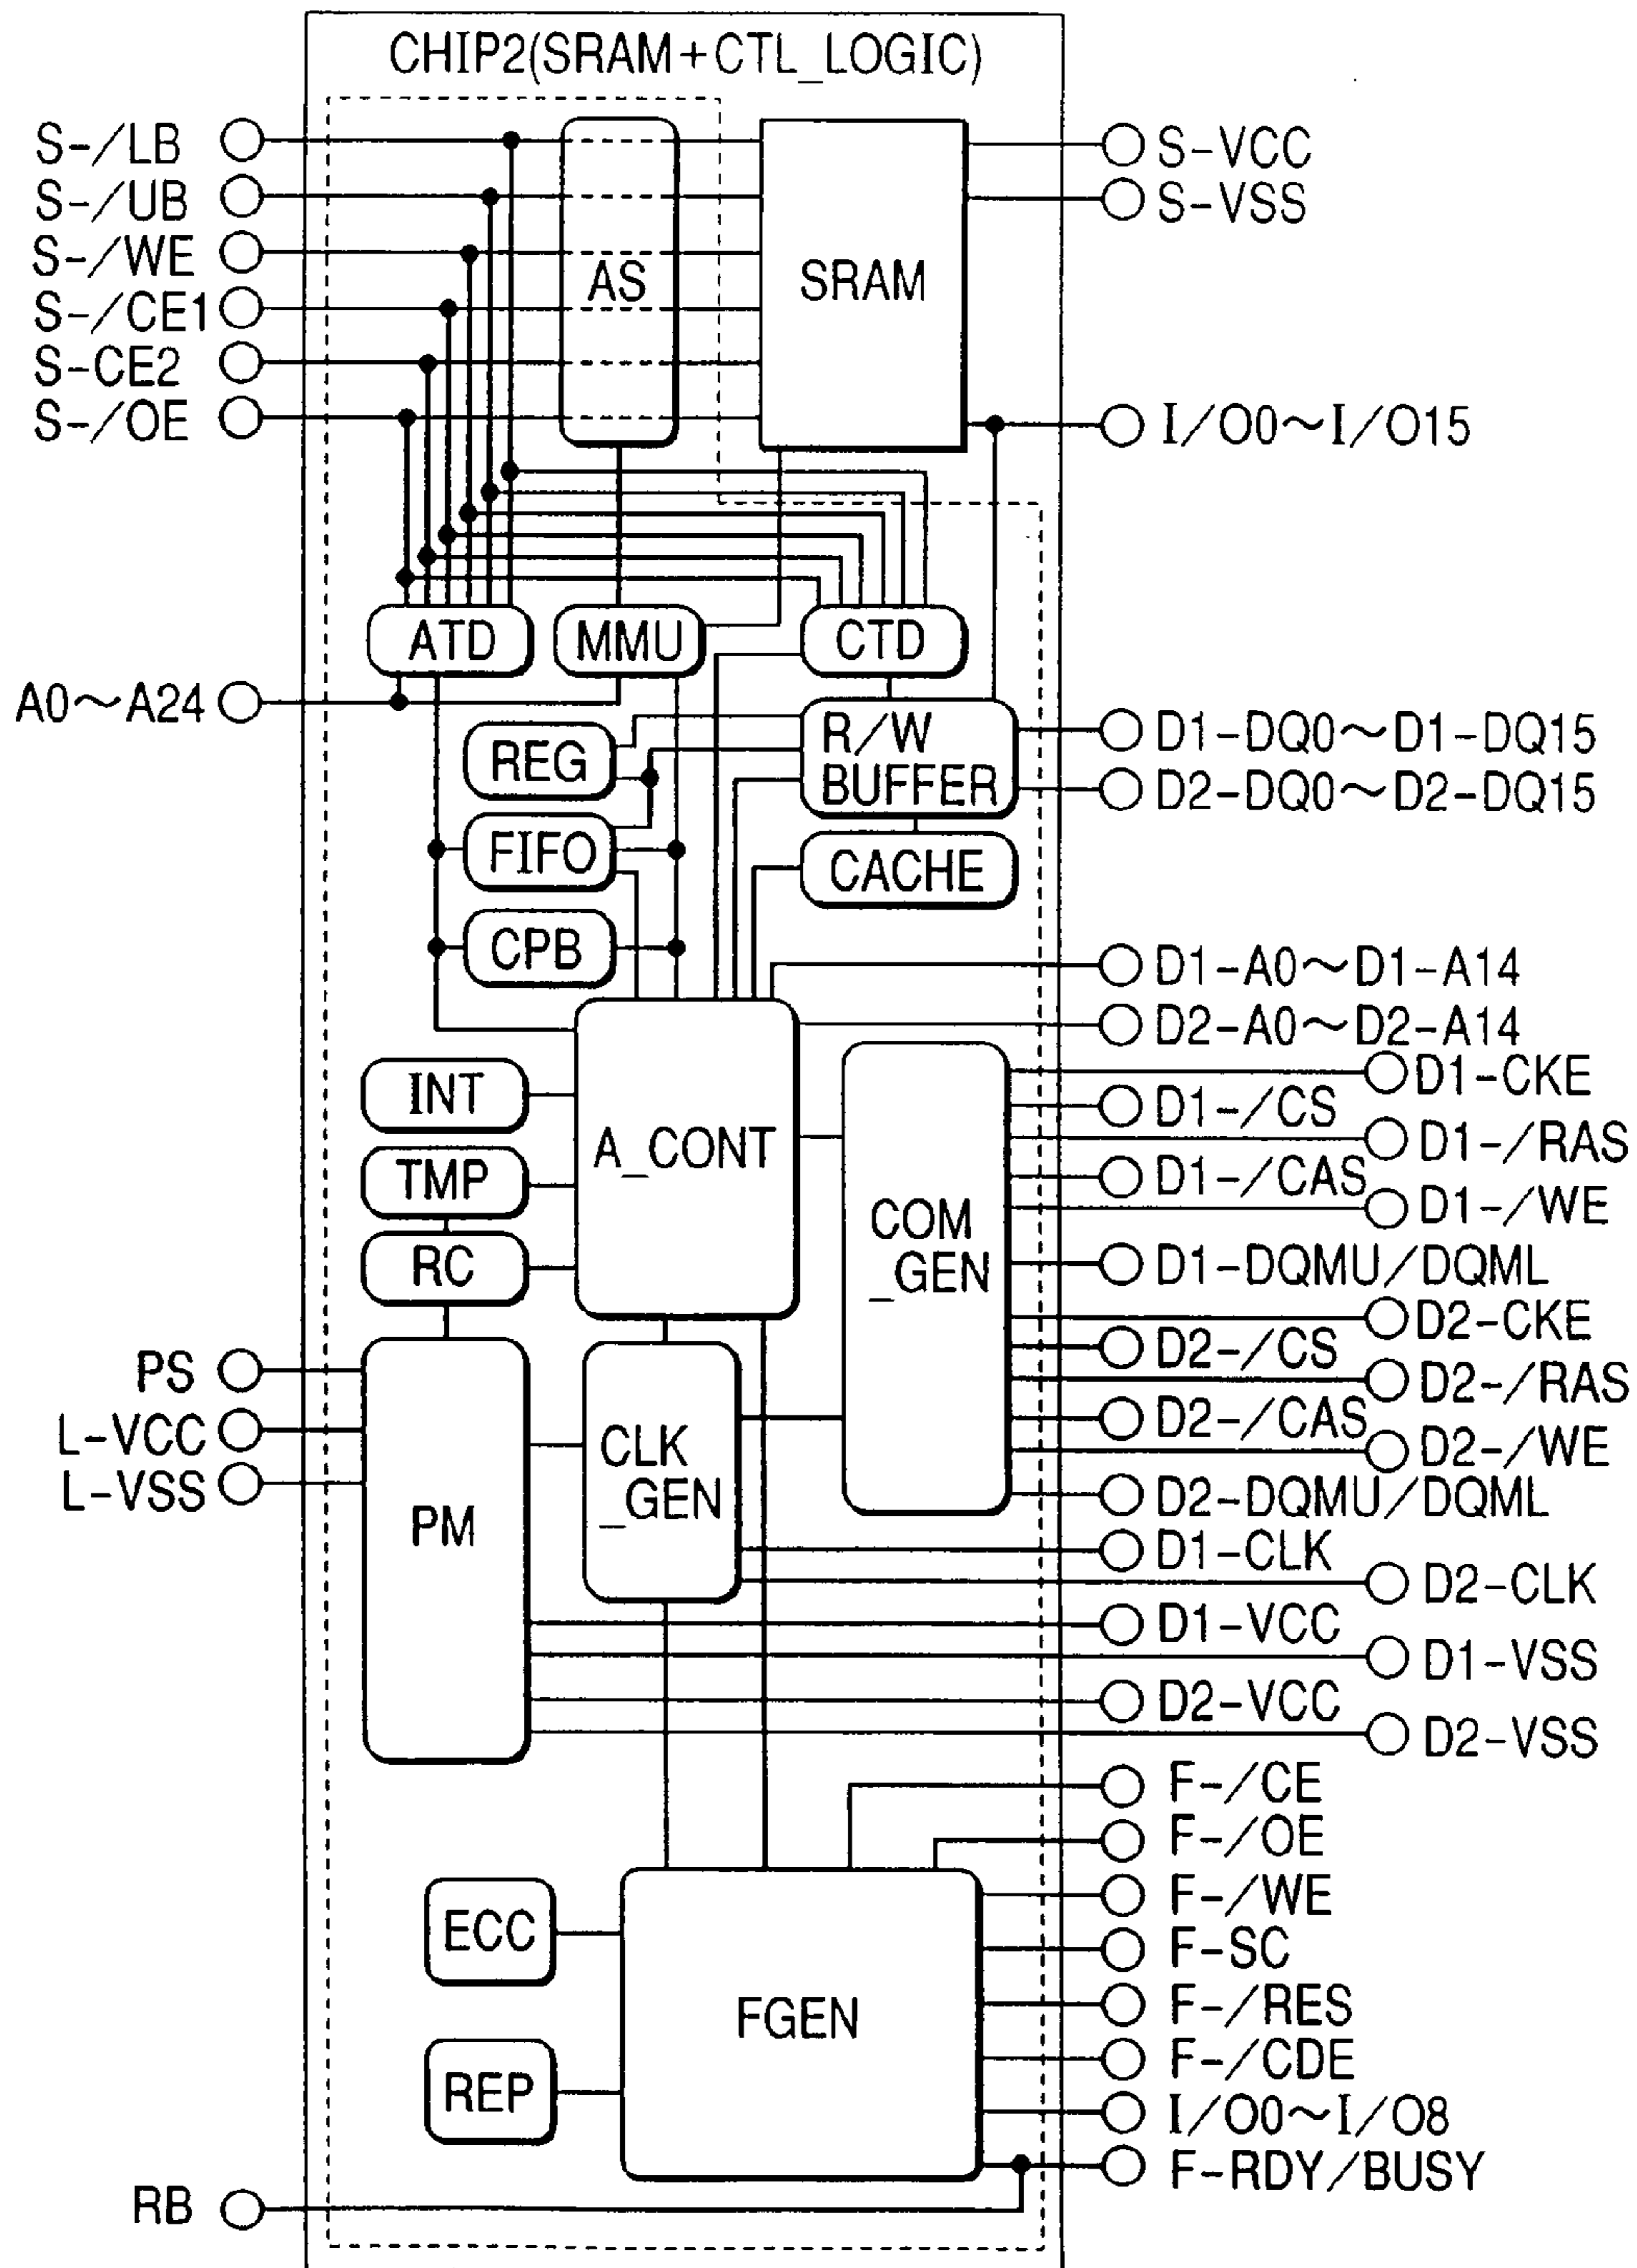 CHIP2(SRAM+CTL_LOGIC)
S-/LB
S-/UB
S-/WE
S-/CE1
S-CE2
S-/OE
A0~A24
PS
L-VCC
L-VSS
RB
AS
SRAM
ATD
MMU
CTD
REG
R/W
BUFFER
FIFO
CACHE
CPB
INT
A_CONT
TMP
RC
COM
_GEN
PM
CLK
_GEN
ECC
FGEN
REP
S-VCC
S-VSS
I/O0~I/O15
D1-DQ0~D1-DQ15
D2-DQ0~D2-DQ15
D1-A0~D1-A14
D2-A0~D2-A14
D1-CKE
D1-/CS
D1-/RAS
D1-/CAS
D1-/WE
D1-DQMU/DQML
D2-CKE
D2-/CS
D2-/RAS
D2-/CAS
D2-/WE
D2-DQMU/DQML
D1-CLK
D2-CLK
D1-VCC
D1-VSS
D2-VCC
D2-VSS
F-/CE
F-/OE
F-/WE
F-SC
F-/RES
F-/CDE
I/O0~I/O8
F-RDY/BUSY